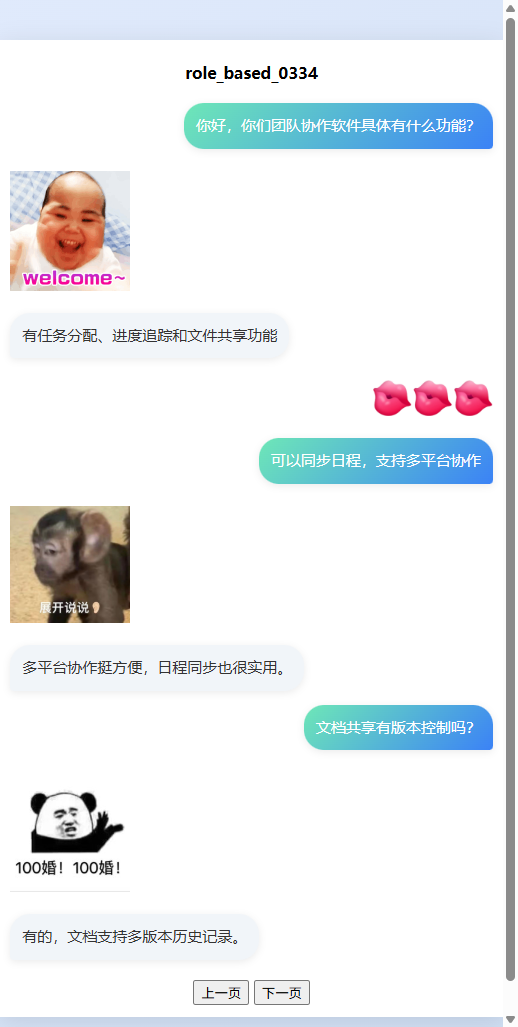 role_based_0334
你好，你们团队协作软件具体有什么功能？
welcome~
有任务分配、进度追踪和文件共享功能
可以同步日程，支持多平台协作
展开说说
多平台协作挺方便，日程同步也很实用。
文档共享有版本控制吗？
100婚！100婚！
有的，文档支持多版本历史记录。
上一页 下一页